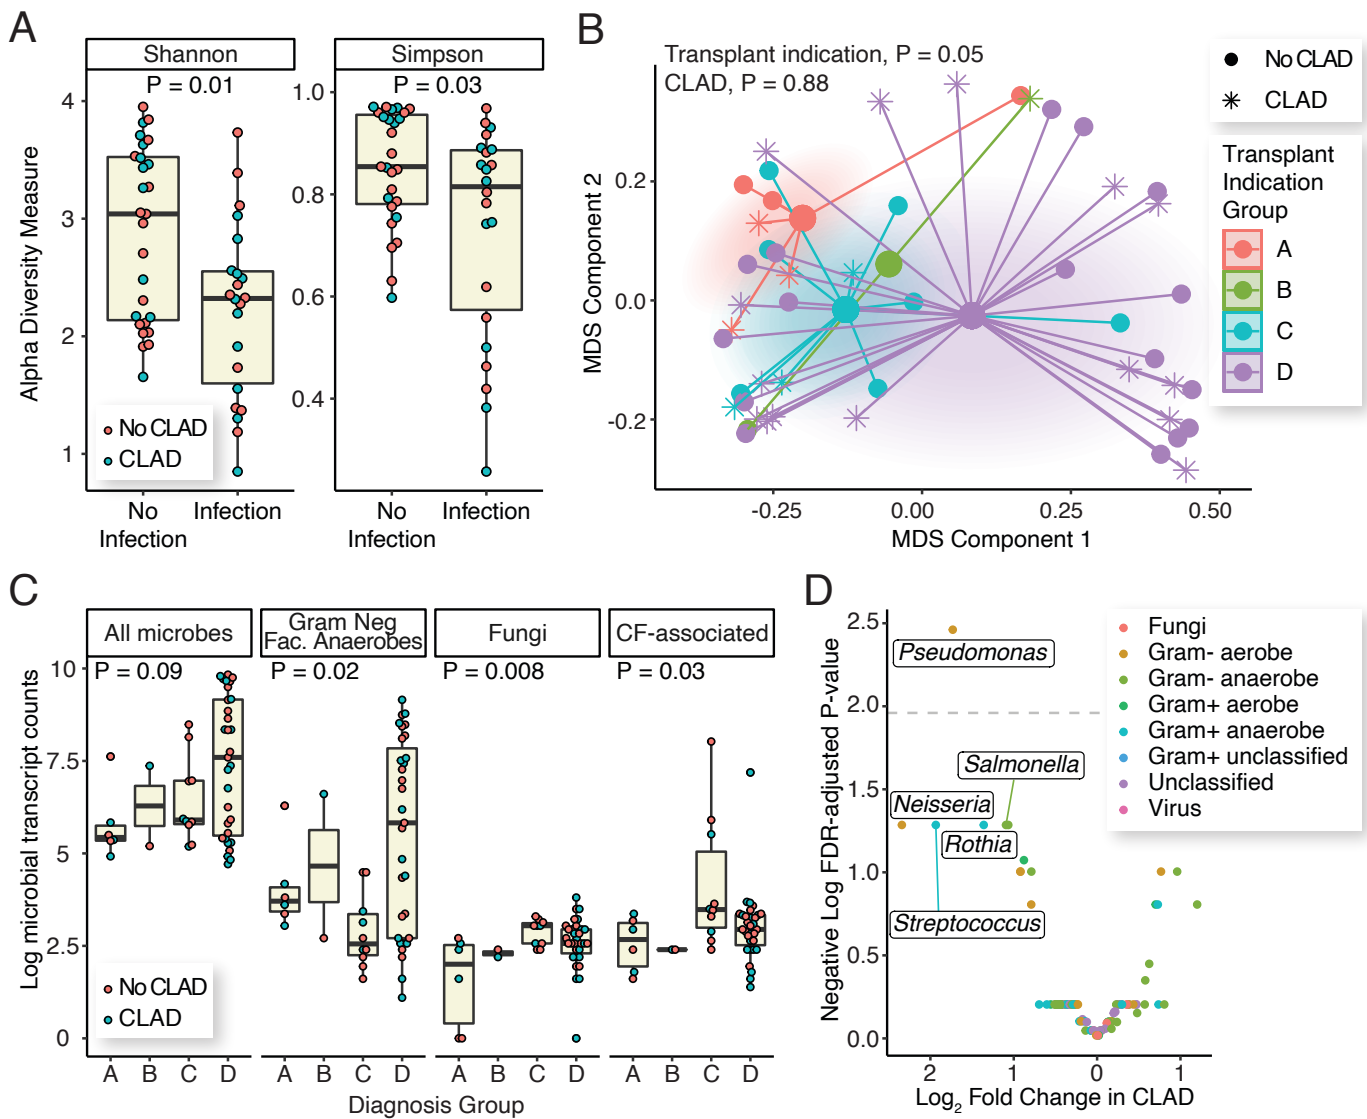 A
Shannon
P = 0.01
Simpson
P = 0.03
Alpha Diversity Measure
4
3
2
1
1.0
0.8
0.6
0.4
No CLAD
CLAD
No Infection
Infection
No Infection
Infection
B
Transplant indication, P = 0.05
CLAD, P = 0.88
MDS Component 2
0.2
0.0
-0.2
-0.25
0.00
0.25
0.50
MDS Component 1
No CLAD
CLAD
Transplant
Indication
Group
A
B
C
D
C
All microbes
P = 0.09
Gram Neg
Fac. Anaerobes
P = 0.02
Fungi
P = 0.008
CF-associated
P = 0.03
Log microbial transcript counts
10
7.5
5
2.5
0
No CLAD
CLAD
A B C D
A B C D
A B C D
A B C D
Diagnosis Group
D
Negative Log FDR-adjusted P-value
2.5
2.0
1.5
1.0
0.5
0.0
Pseudomonas
Salmonella
Neisseria
Rothia
Streptococcus
2 1 0 1
Log2 Fold Change in CLAD
Fungi
Gram- aerobe
Gram- anaerobe
Gram+ aerobe
Gram+ anaerobe
Gram+ unclassified
Unclassified
Virus